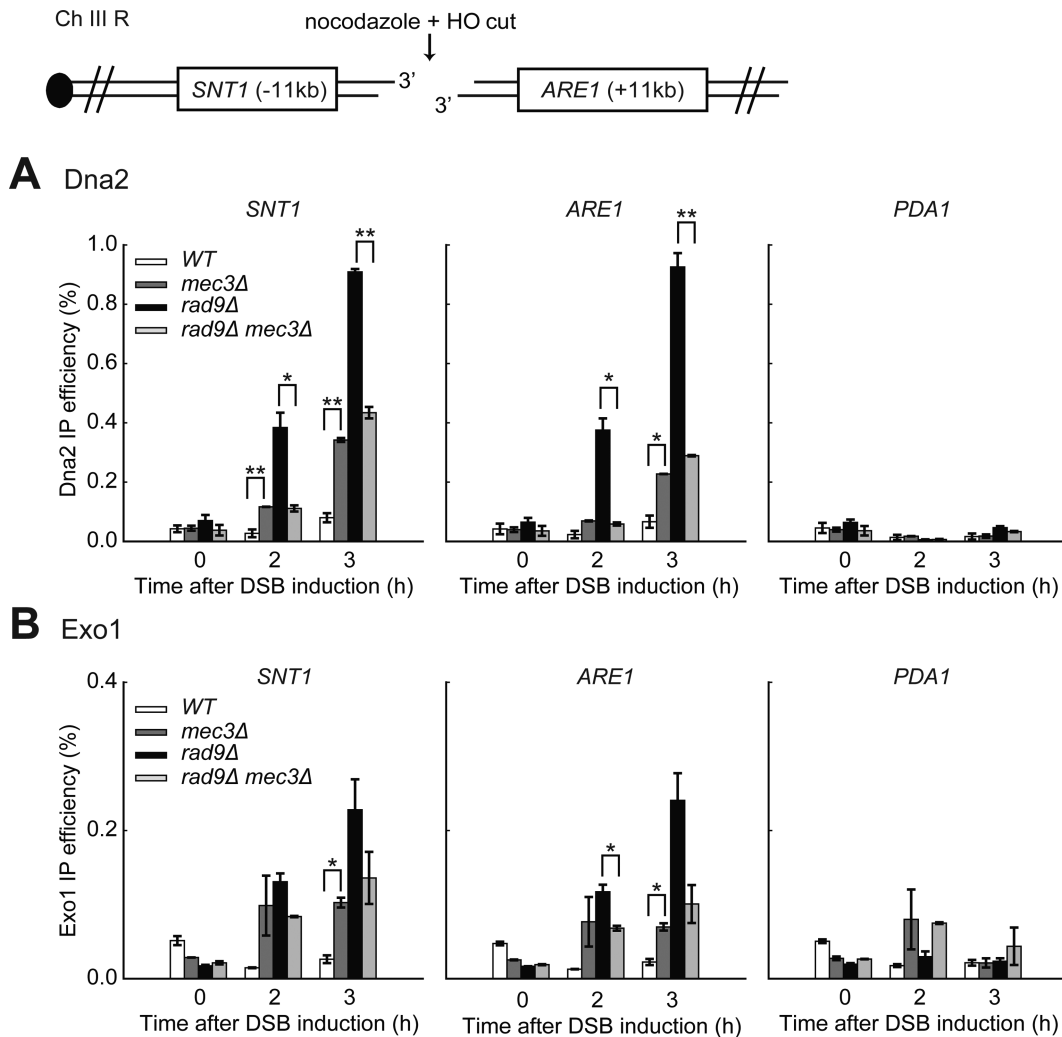 Ch III R
nocodazole + HO cut
SNT1 (-11kb)
3’
3’
ARE1 (+11kb)
A Dna2
SNT1
ARE1
PDA1
Dna2 IP efficiency (%)
1.0
0.8
0.6
0.4
0.2
0.0
WT
mec3Δ
rad9Δ
rad9Δ mec3Δ
**
*
**
**
*
*
**
0 2 3
0 2 3
0 2 3
Time after DSB induction (h)
Time after DSB induction (h)
Time after DSB induction (h)
B Exo1
SNT1
ARE1
PDA1
Exo1 IP efficiency (%)
0.4
0.2
0.0
WT
mec3Δ
rad9Δ
rad9Δ mec3Δ
*
*
*
0 2 3
0 2 3
0 2 3
Time after DSB induction (h)
Time after DSB induction (h)
Time after DSB induction (h)